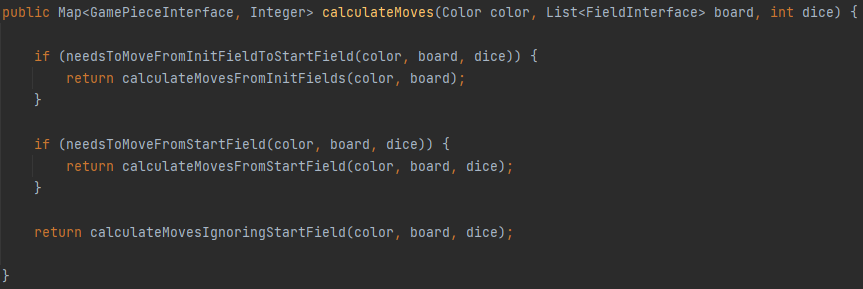 public Map<GamePieceInterface, Integer> calculateMoves(Color color, List<FieldInterface> board, int dice) {
if (needsToMoveFromInitFieldToStartField(color, board, dice)) {
return calculateMovesFromInitFields(color, board);
}
if (needsToMoveFromStartField(color, board, dice)) {
return calculateMovesFromStartField(color, board, dice);
}
return calculateMovesIgnoringStartField(color, board, dice);
}